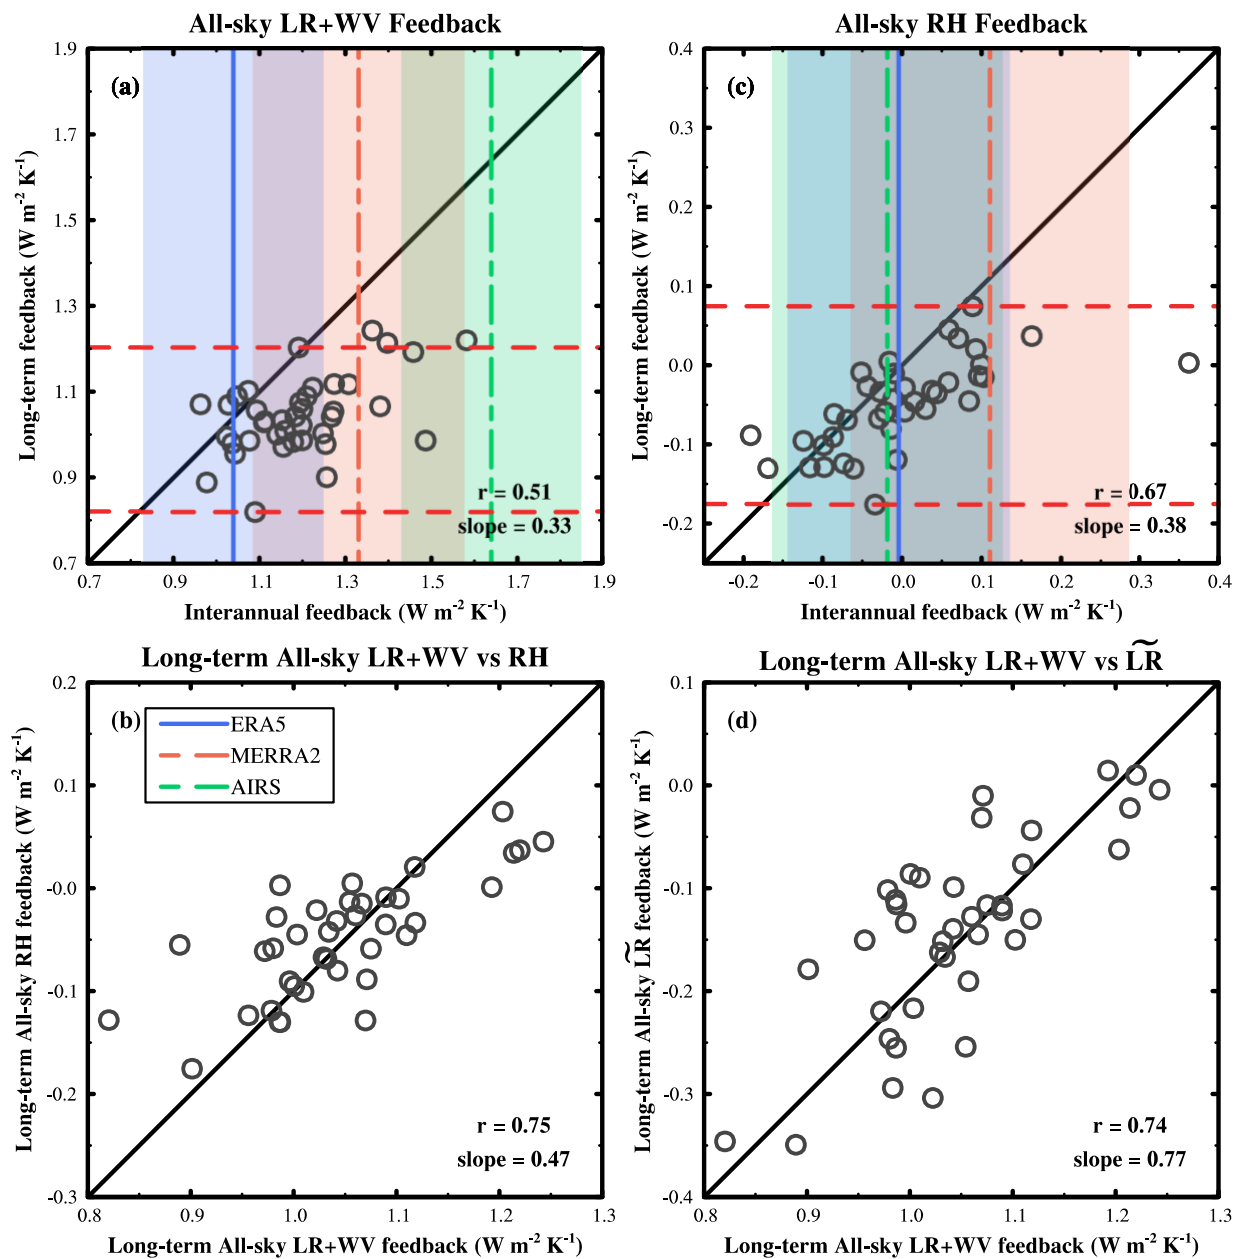 All-sky LR+WV Feedback
(a)
1.9
1.7
1.5
1.3
1.1
0.9
0.7
Long-term feedback (W m⁻² K⁻¹)
r = 0.51
slope = 0.33
0.7 0.9 1.1 1.3 1.5 1.7 1.9
Interannual feedback (W m⁻² K⁻¹)
All-sky RH Feedback
(c)
0.4
0.3
0.2
0.1
0.0
-0.1
-0.2
Long-term feedback (W m⁻² K⁻¹)
r = 0.67
slope = 0.38
-0.2 -0.1 0.0 0.1 0.2 0.3 0.4
Interannual feedback (W m⁻² K⁻¹)
Long-term All-sky LR+WV vs RH
(b)
ERA5
MERRA2
AIRS
0.2
0.1
-0.0
-0.1
-0.2
-0.3
Long-term All-sky RH feedback (W m⁻² K⁻¹)
r = 0.75
slope = 0.47
0.8 0.9 1.0 1.1 1.2 1.3
Long-term All-sky LR+WV feedback (W m⁻² K⁻¹)
Long-term All-sky LR+WV vs L͠R
(d)
0.1
0.0
-0.1
-0.2
-0.3
-0.4
Long-term All-sky L͠R feedback (W m⁻² K⁻¹)
r = 0.74
slope = 0.77
0.8 0.9 1.0 1.1 1.2 1.3
Long-term All-sky LR+WV feedback (W m⁻² K⁻¹)